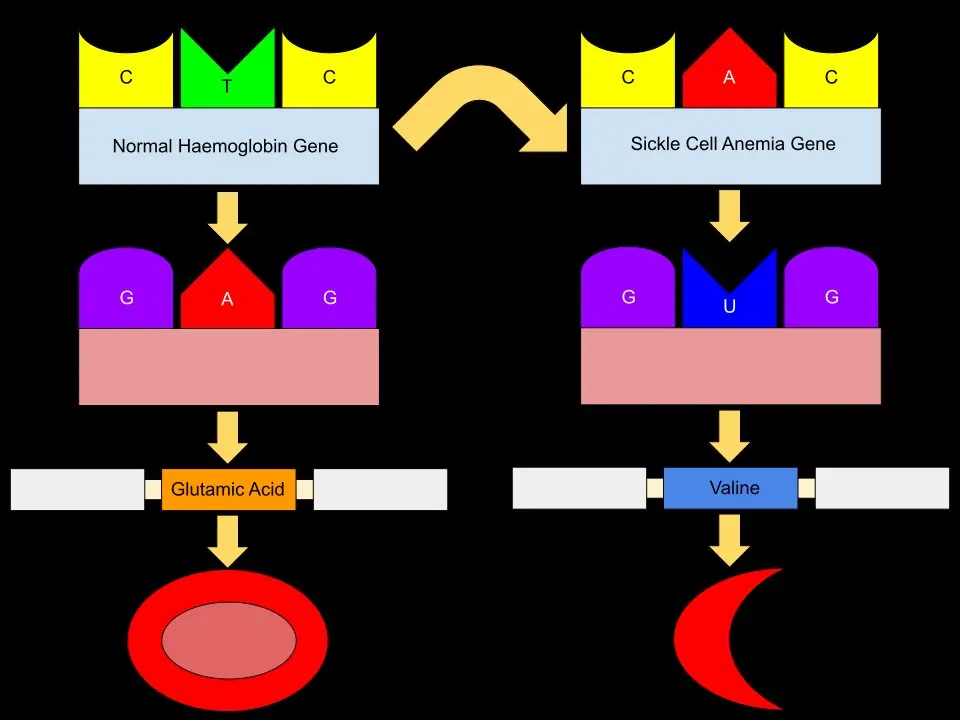 C T C
C A C
Normal Haemoglobin Gene
Sickle Cell Anemia Gene
G A G
G U G
Glutamic Acid
Valine